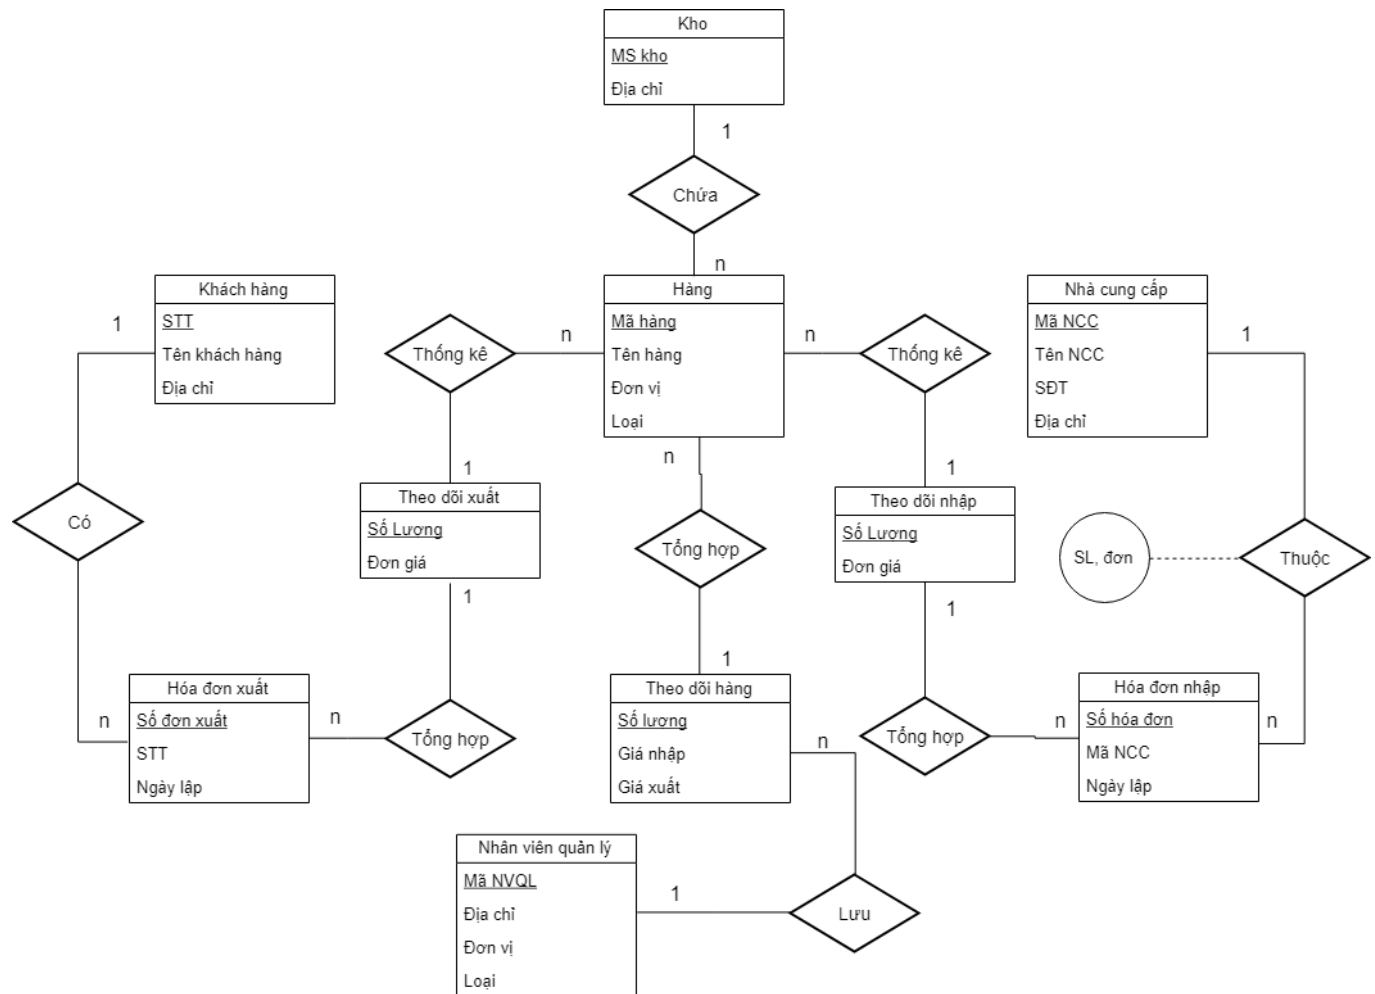 Kho
MS kho
Địa chỉ
1
Chứa
n
Khách hàng
STT
Tên khách hàng
Địa chỉ
1
Có
n
Thống kê
n
1
Hàng
Mã hàng
Tên hàng
Đơn vị
Loại
n
Thống kê
1
Nhà cung cấp
Mã NCC
Tên NCC
SĐT
Địa chỉ
1
Theo dõi xuất
Số Lương
Đơn giá
1
n
Tổng hợp
1
Theo dõi nhập
Số Lương
Đơn giá
1
SL, đơn
Thuộc
Hóa đơn xuất
Số đơn xuất
STT
Ngày lập
n
Tổng hợp
Theo dõi hàng
Số lương
Giá nhập
Giá xuất
n
Tổng hợp
n
Hóa đơn nhập
Số hóa đơn
Mã NCC
Ngày lập
n
Nhân viên quản lý
Mã NVQL
Địa chỉ
Đơn vị
Loại
1
Lưu